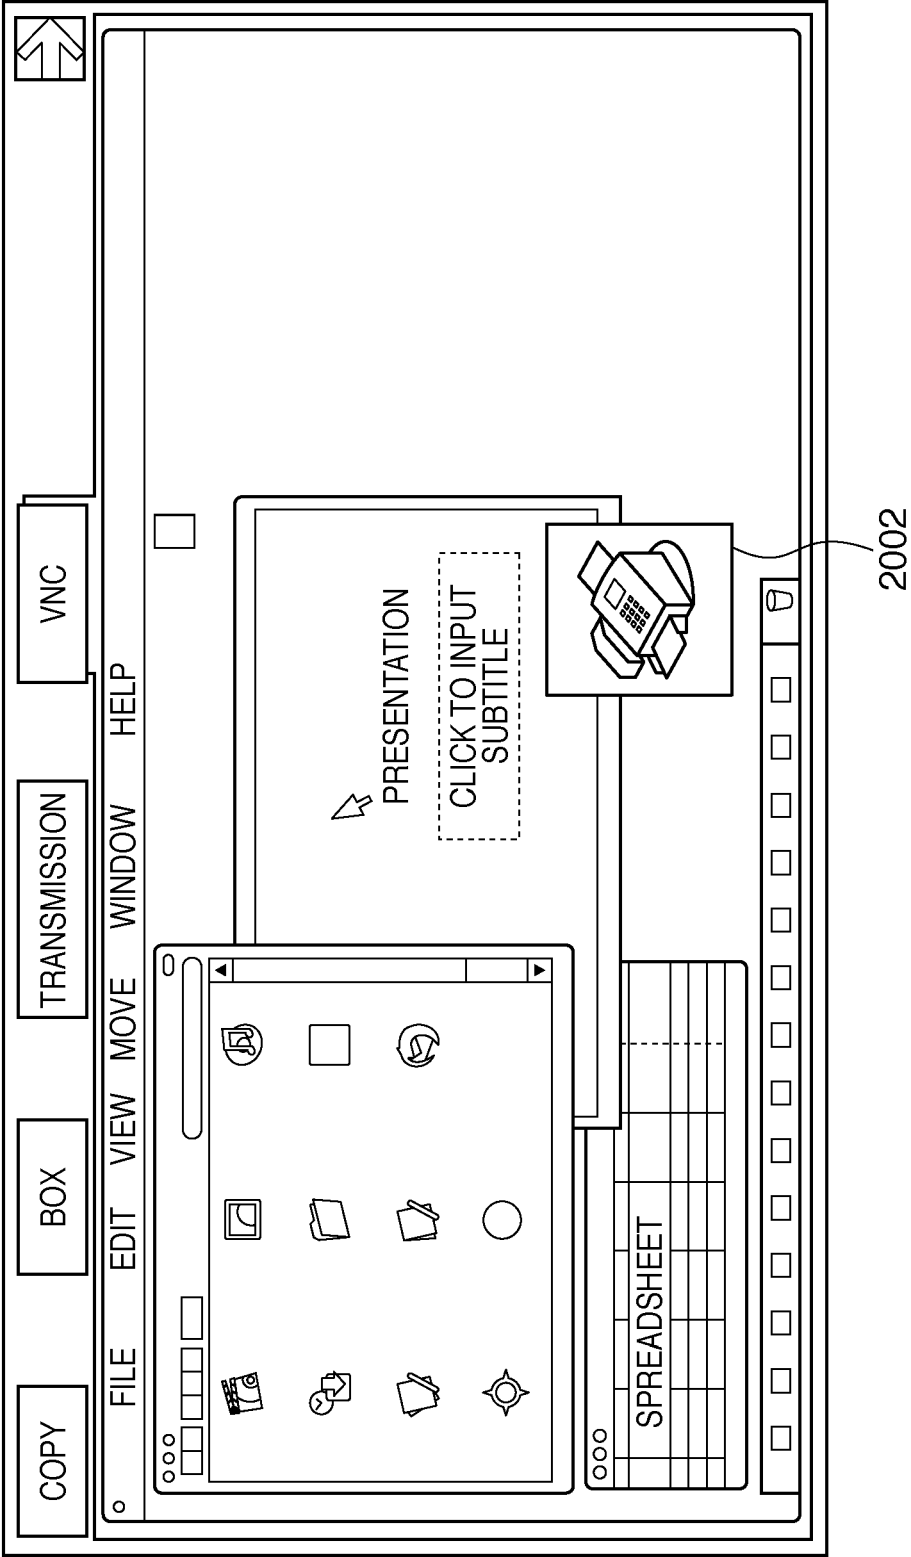 COPY
BOX
TRANSMISSION
VNC
FILE
EDIT
VIEW
MOVE
WINDOW
HELP
PRESENTATION
CLICK TO INPUT
SUBTITLE
SPREADSHEET
2002